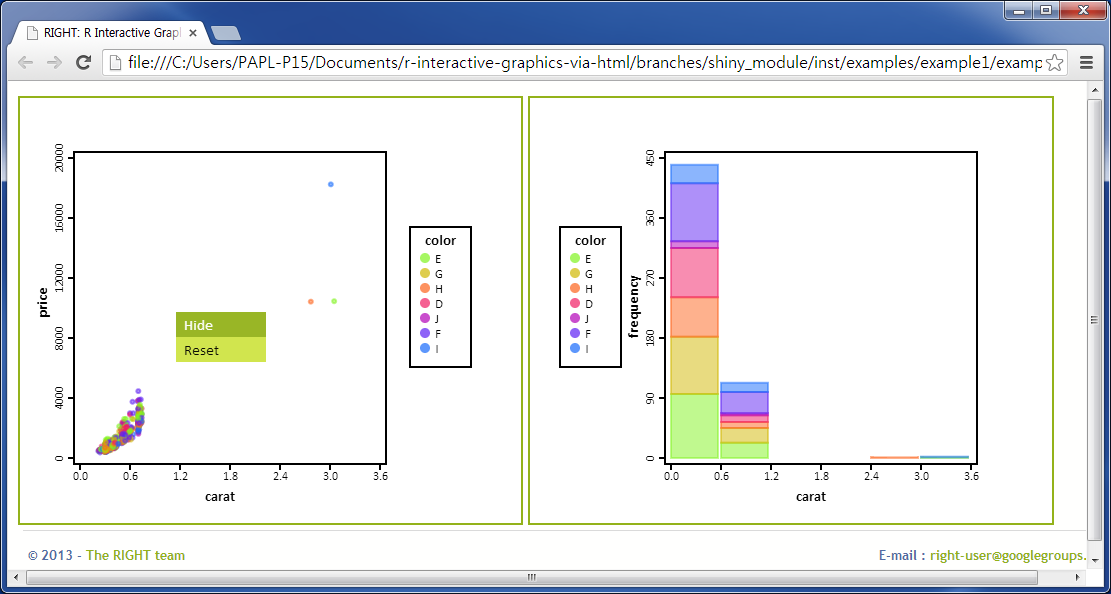 RIGHT: R Interactive Grapl
file:///C:/Users/PAPL-P15/Documents/r-interactive-graphics-via-html/branches/shiny_module/inst/examples/example1/examp
price
0
4000
8000
12000
16000
20000
0.0 0.6 1.2 1.8 2.4 3.0 3.6
carat
Hide
Reset
color
E
G
H
D
J
F
I
color
E
G
H
D
J
F
I
frequency
0
90
180
270
360
450
0.0 0.6 1.2 1.8 2.4 3.0 3.6
carat
© 2013 - The RIGHT team
E-mail : right-user@googlegroups.